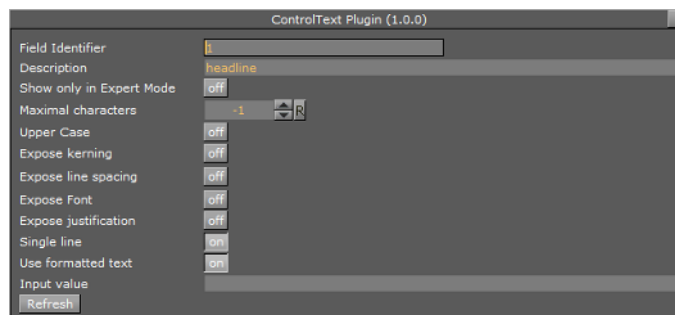 ControlText Plugin (1.0.0)
Field Identifier 1
Description headline
Show only in Expert Mode off
Maximal characters -1 R
Upper Case off
Expose kerning off
Expose line spacing off
Expose Font off
Expose justification off
Single line on
Use formatted text on
Input value
Refresh